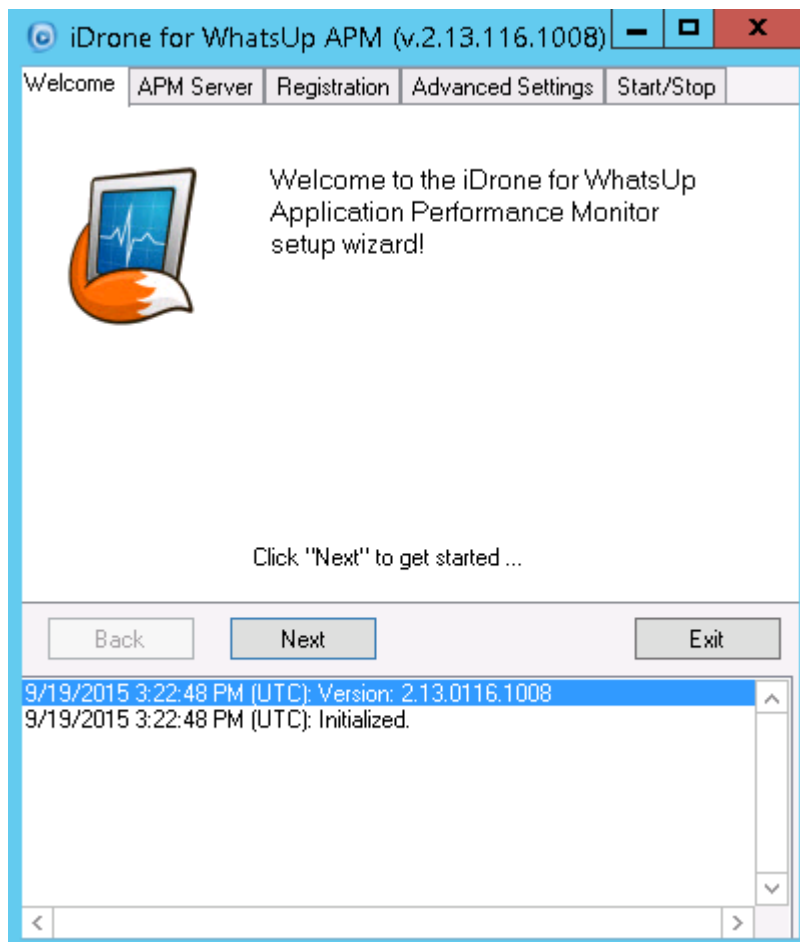 iDrone for WhatsUp APM (v.2.13.116.1008)
Welcome APM Server Registration Advanced Settings Start/Stop
Welcome to the iDrone for WhatsUp
Application Performance Monitor
setup wizard!
Click "Next" to get started ...
Back Next Exit
9/19/2015 3:22:48 PM (UTC): Version: 2.13.0116.1008
9/19/2015 3:22:48 PM (UTC): Initialized.